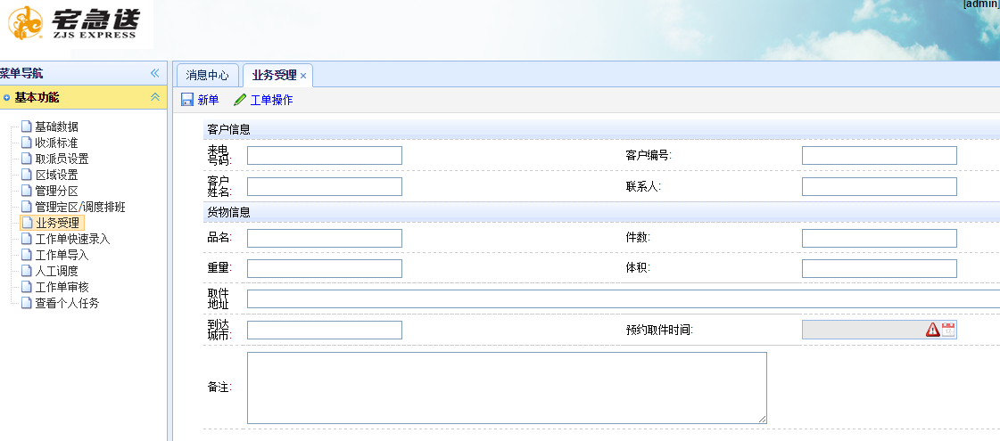 [admin]
宅急送
ZJS EXPRESS
菜单导航
消息中心 业务受理
基本功能
新单 工单操作
基础数据
收派标准
取派员设置
区域设置
管理分区
管理定区/调度排班
业务受理
工作单快速录入
工作单导入
人工调度
工作单审核
查看个人任务
客户信息
来电
号码:
客户编号:
客户
姓名:
联系人:
货物信息
品名:
件数:
重量:
体积:
取件
地址
到达
城市:
预约取件时间:
备注: